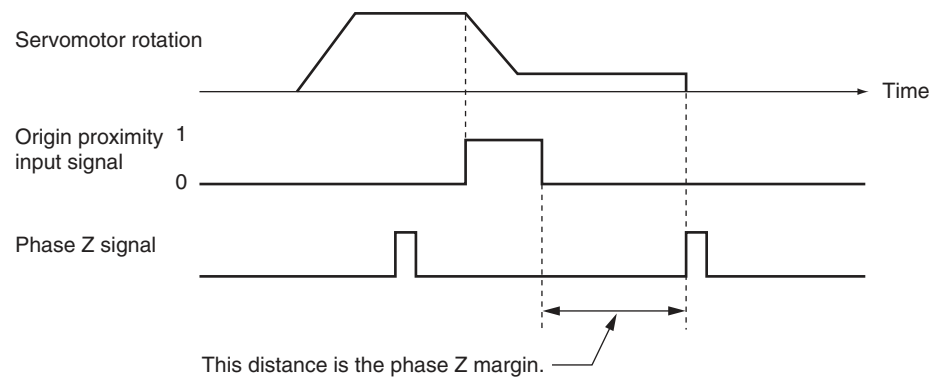 Servomotor rotation
Time
Origin proximity 1
input signal
0
Phase Z signal
This distance is the phase Z margin.